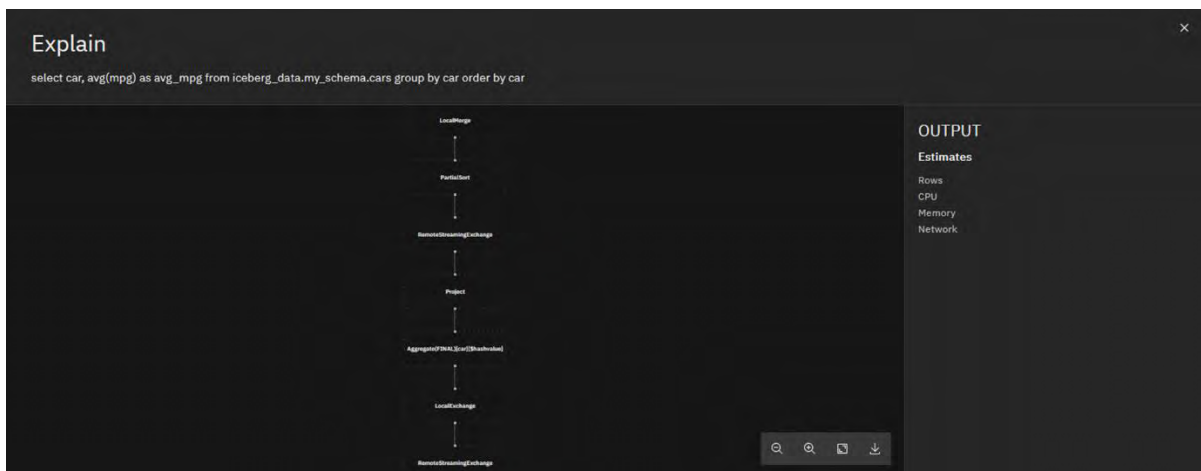 Explain
select car, avg(mpg) as avg_mpg from iceberg_data.my_schema.cars group by car order by car
LocalMerge
PartialSort
RemoteStreamingExchange
Project
Aggregate(FINAL)[car][$hashvalue]
LocalExchange
RemoteStreamingExchange
OUTPUT
Estimates
Rows
CPU
Memory
Network